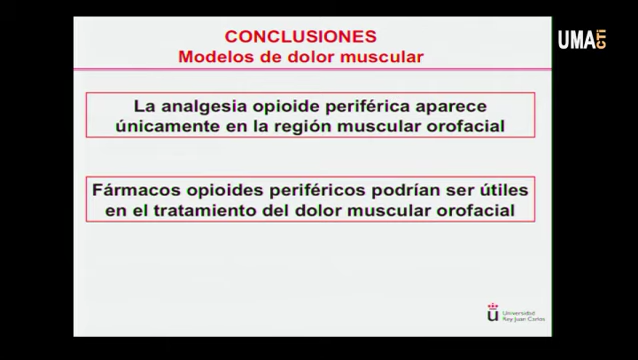 CONCLUSIONES
Modelos de dolor muscular
UMA CTI
La analgesia opioide periférica aparece
únicamente en la región muscular orofacial
Fármacos opioides periféricos podrían ser útiles
en el tratamiento del dolor muscular orofacial
Universidad
Rey Juan Carlos